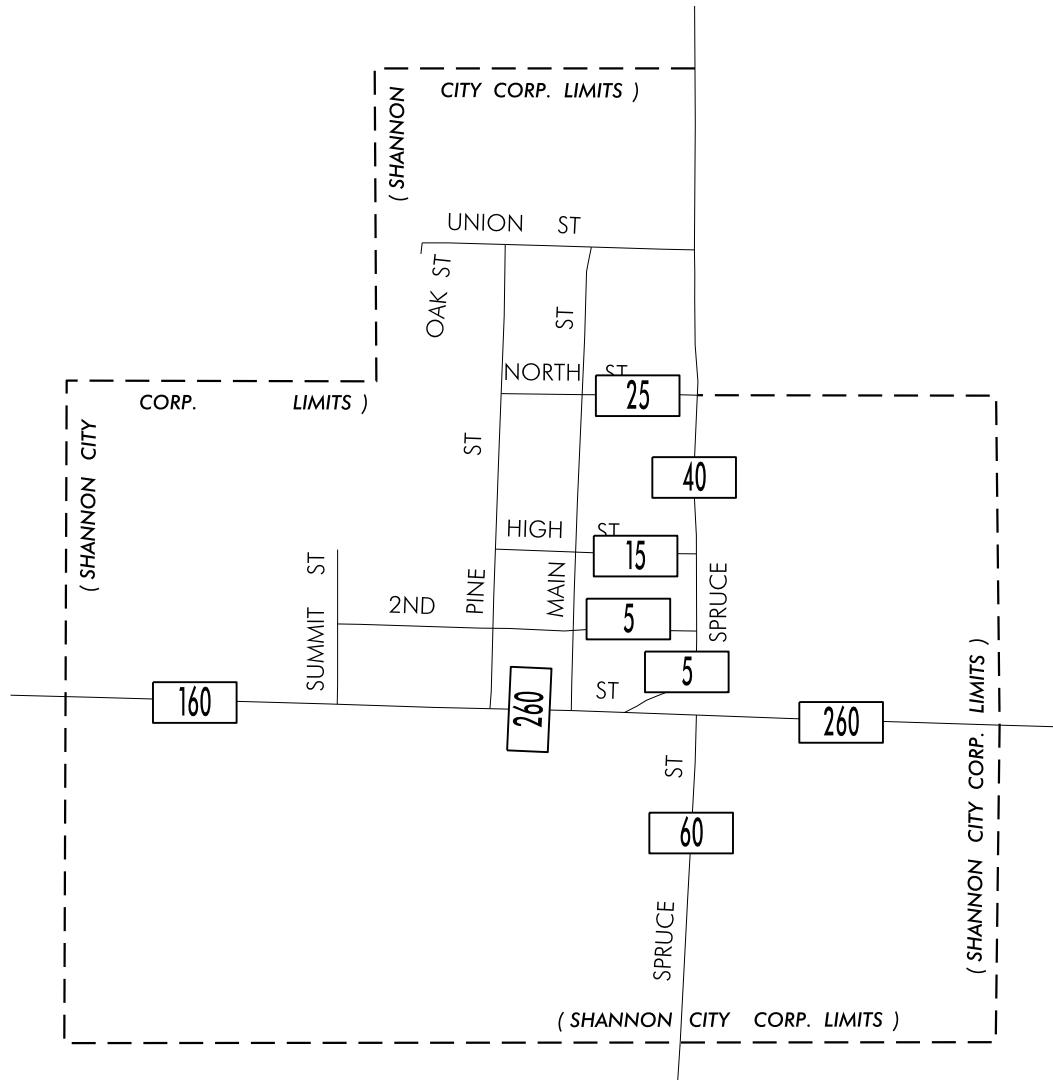 CITY CORP. LIMITS )
( SHANNON
UNION ST
OAK ST
ST
NORTH ST
25
CORP. LIMITS )
( SHANNON CITY
ST
40
HIGH ST
15
SUMMIT ST
2ND
PINE
MAIN
5
SPRUCE
5
ST
160
260
260
( SHANNON CITY CORP. LIMITS )
ST
60
SPRUCE
( SHANNON CITY CORP. LIMITS )